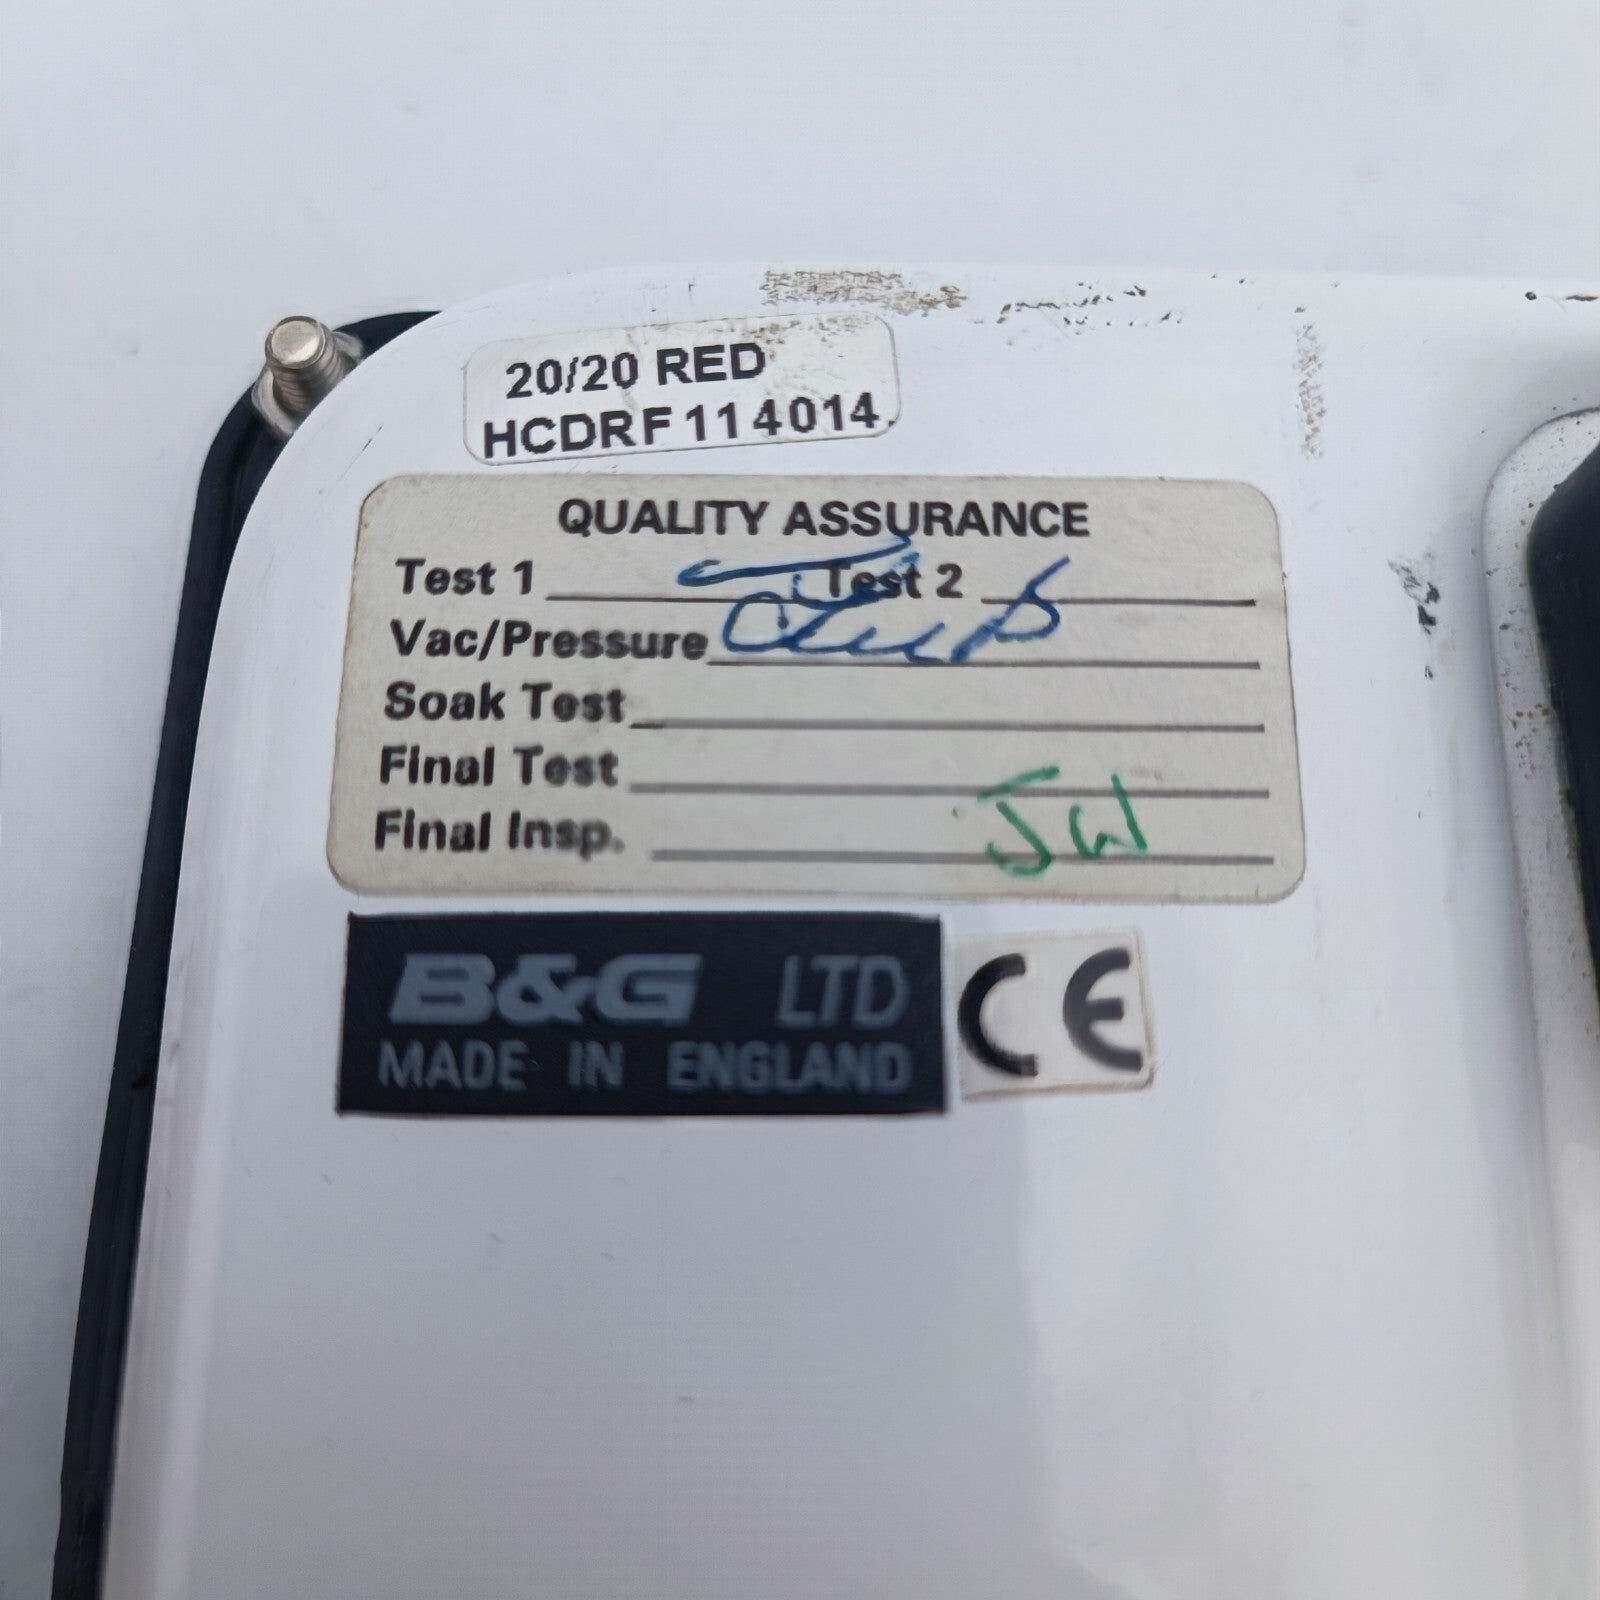 20/20 RED
HCDRF114014.
QUALITY ASSURANCE
Test 1 Test 2
Vac/Pressure
Soak Test
Final Test
Final Insp. JW
B&G LTD
MADE IN ENGLAND
CE